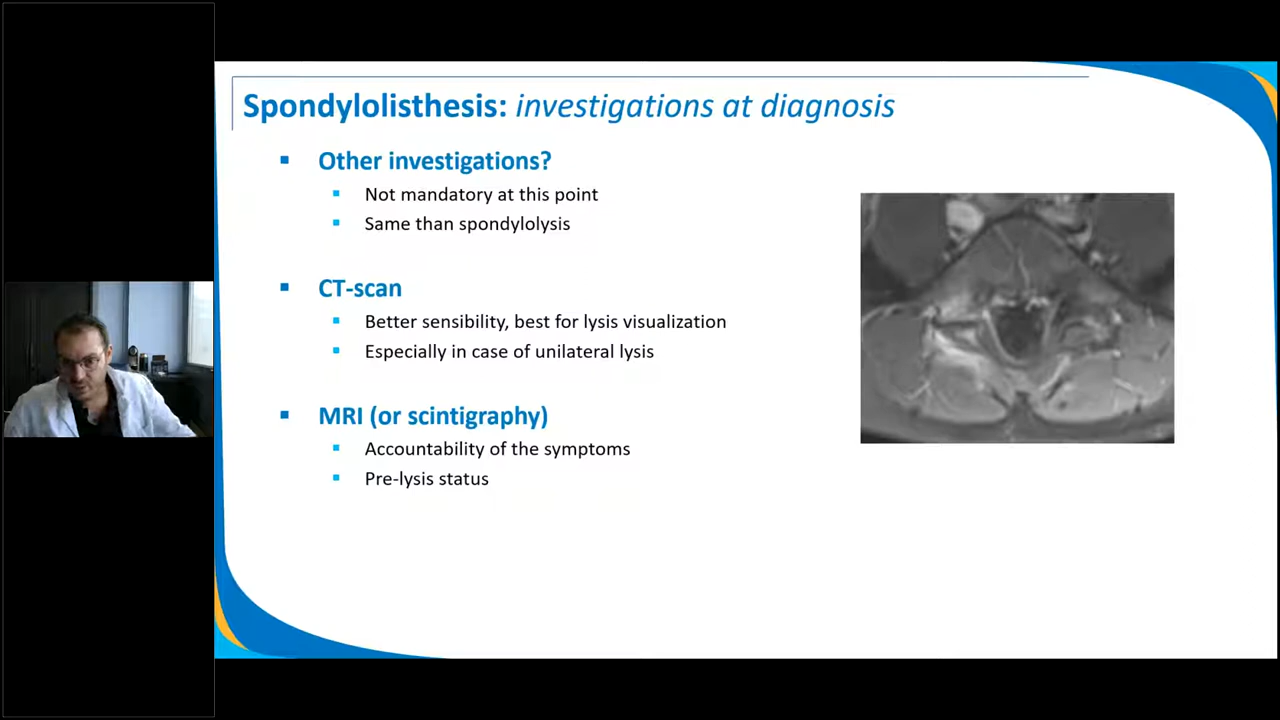 Spondylolisthesis: investigations at diagnosis
Other investigations?
Not mandatory at this point
Same than spondylolysis
CT-scan
Better sensibility, best for lysis visualization
Especially in case of unilateral lysis
MRI (or scintigraphy)
Accountability of the symptoms
Pre-lysis status